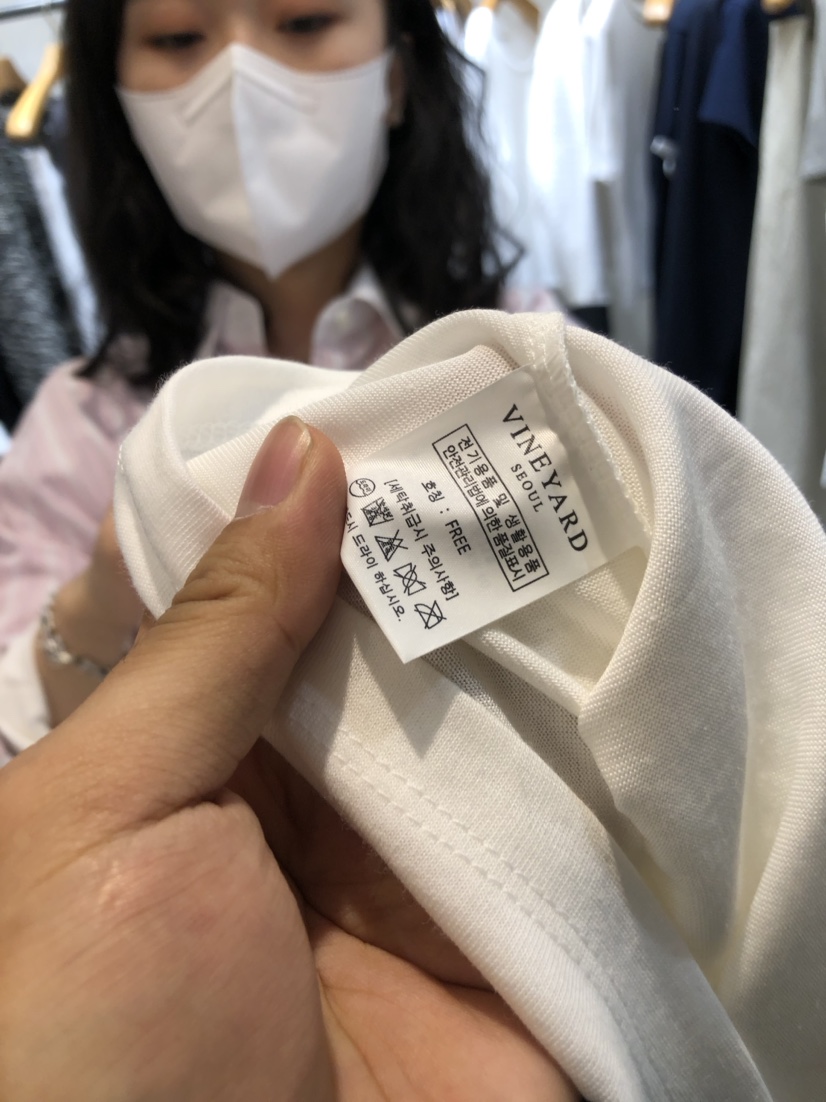 VINEYARD
SEOUL
전기용품 및 생활용품
안전관리법에 의한 품질표시
호칭 : FREE
[세탁취급시 주의사항]
드라이 하십시오.